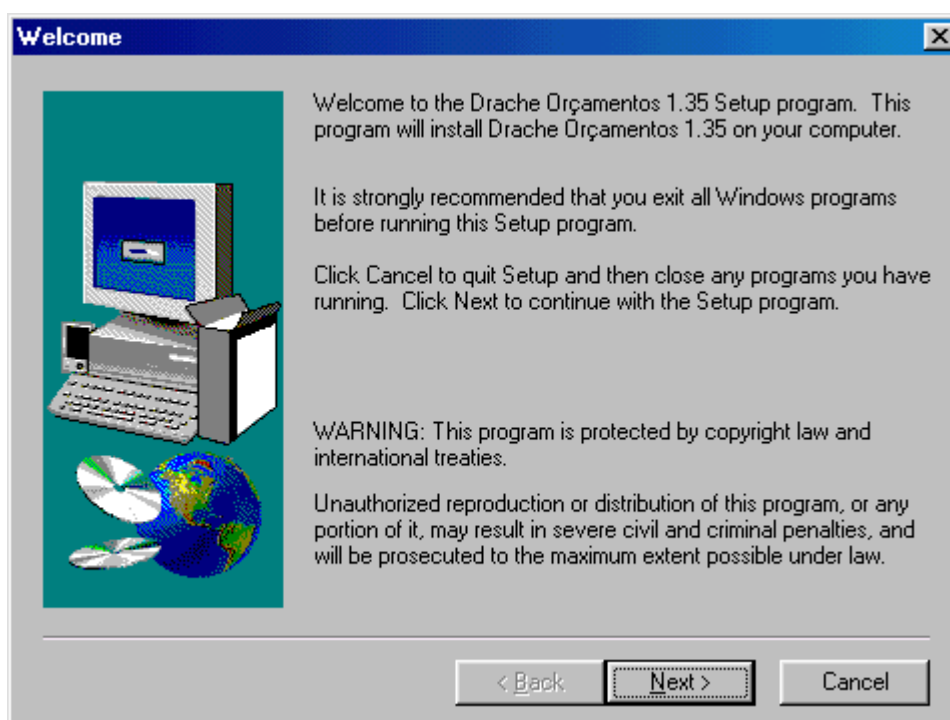 Welcome
Welcome to the Drache Orçamentos 1.35 Setup program. This
program will install Drache Orçamentos 1.35 on your computer.
It is strongly recommended that you exit all Windows programs
before running this Setup program.
Click Cancel to quit Setup and then close any programs you have
running. Click Next to continue with the Setup program.
WARNING: This program is protected by copyright law and
international treaties.
Unauthorized reproduction or distribution of this program, or any
portion of it, may result in severe civil and criminal penalties, and
will be prosecuted to the maximum extent possible under law.
< Back Next > Cancel